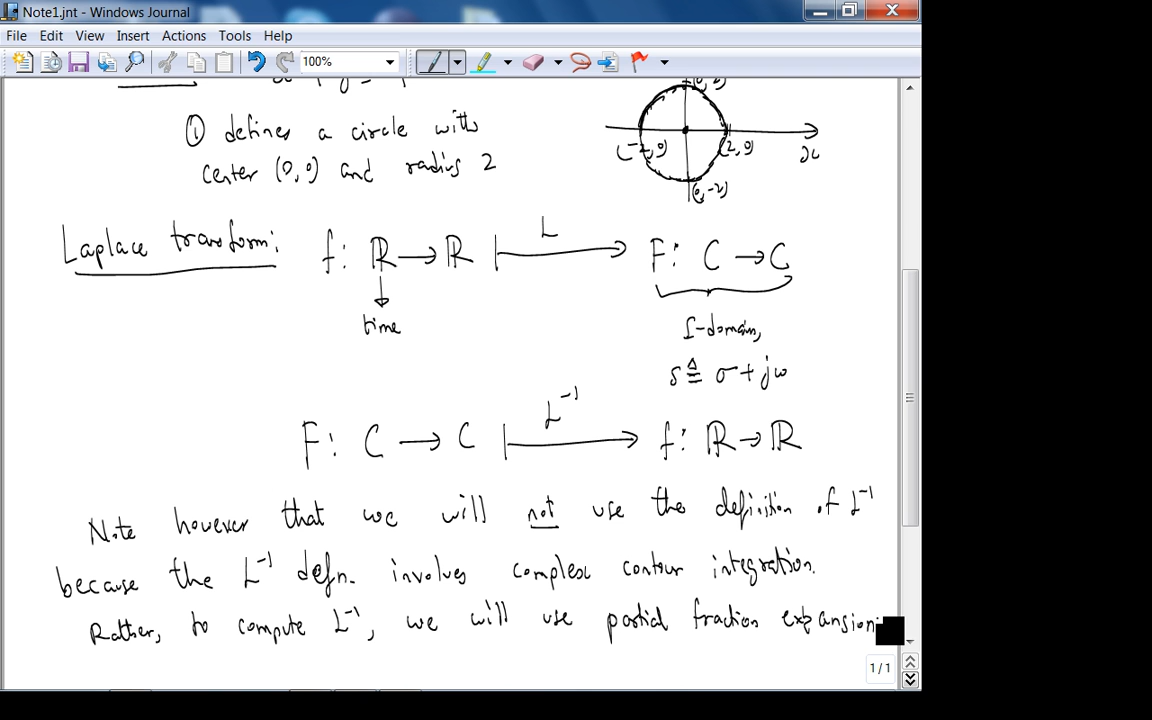 Note1.jnt - Windows Journal
File Edit View Insert Actions Tools Help
100%
① defines a circle with
center (0,0) and radius 2
(-2,0) (2,0) x
(0,-2)
Laplace transform: f: ℝ → ℝ L F: C → C
time
s-domain,
s ≜ σ + jω
F: C → C L⁻¹ f: ℝ → ℝ
Note however that we will not use the definition of L⁻¹
because the L⁻¹ defn. involves complex contour integration.
Rather, to compute L⁻¹, we will use partial fraction expansion
1/1